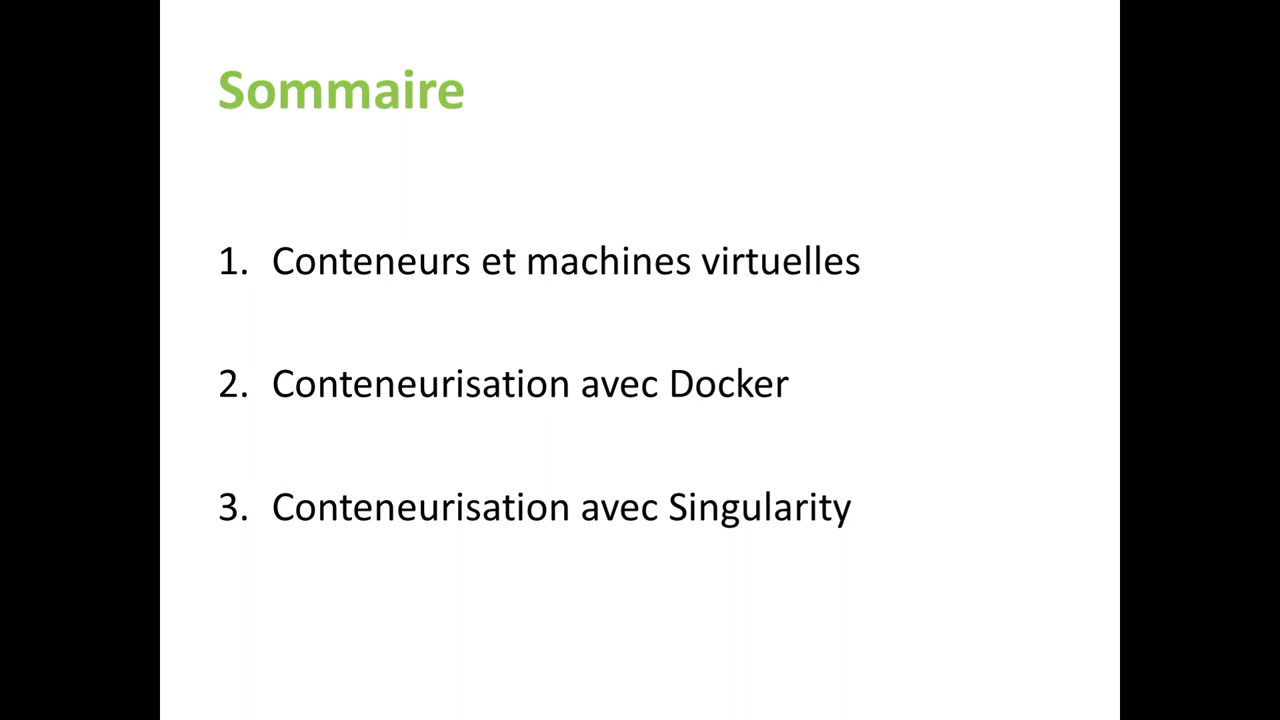 Sommaire
1. Conteneurs et machines virtuelles
2. Conteneurisation avec Docker
3. Conteneurisation avec Singularity